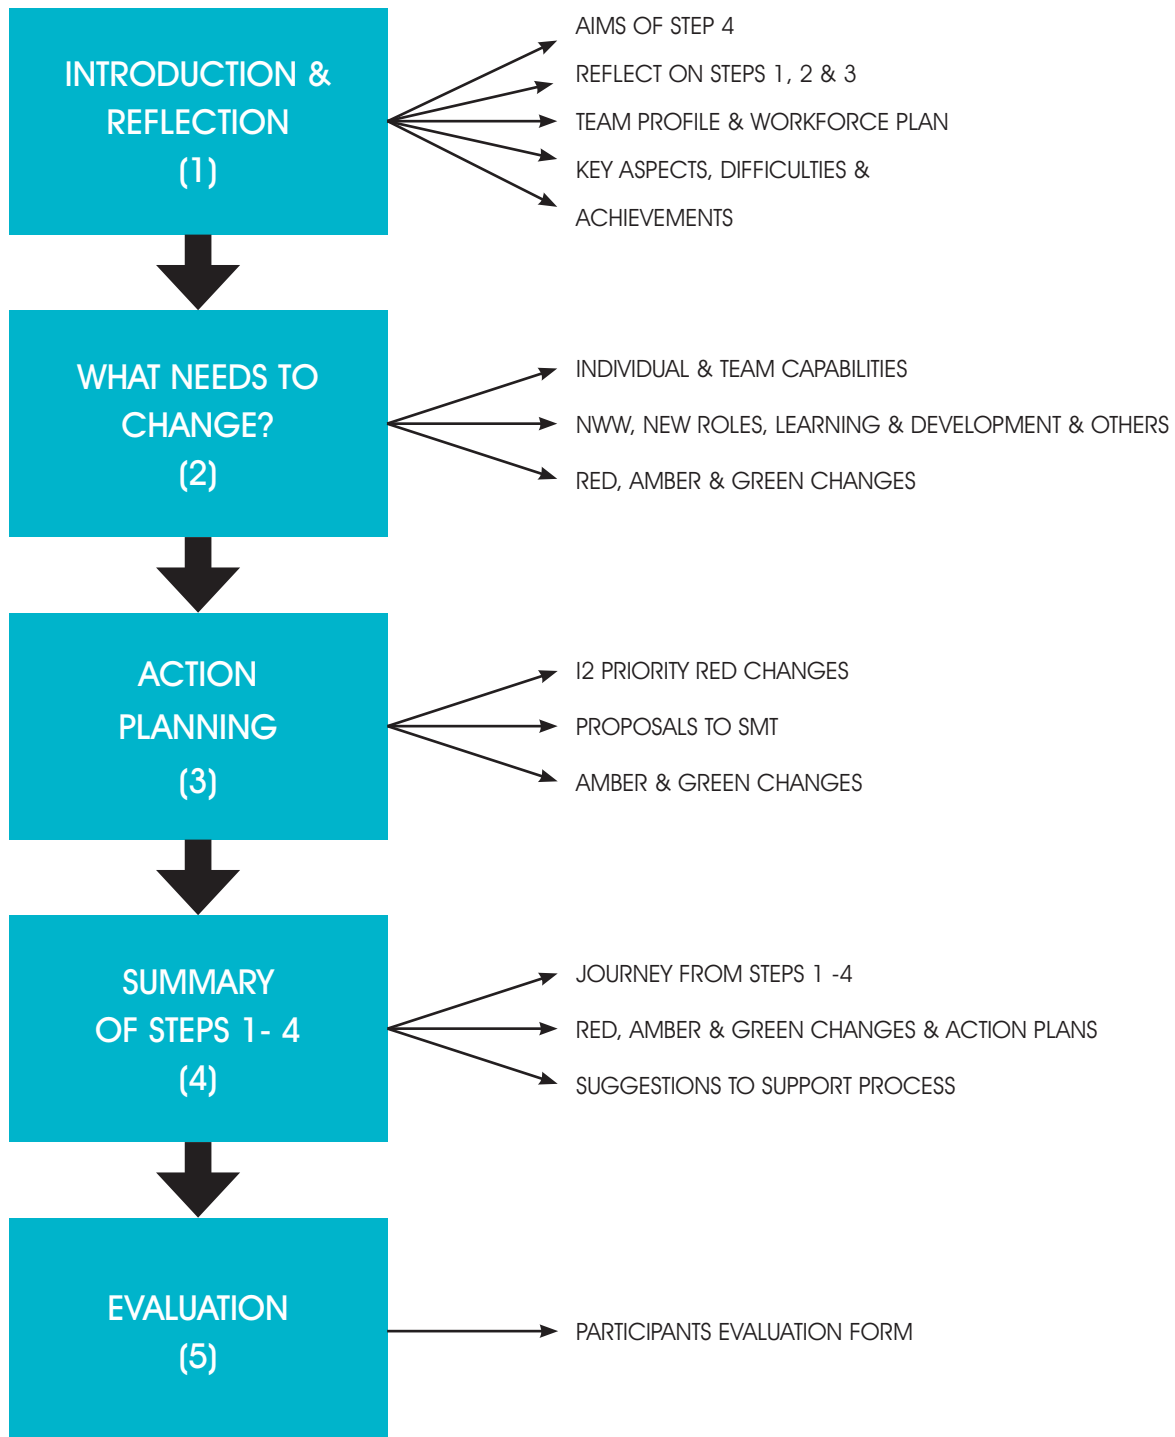 INTRODUCTION &
REFLECTION
(1)
AIMS OF STEP 4
REFLECT ON STEPS 1, 2 & 3
TEAM PROFILE & WORKFORCE PLAN
KEY ASPECTS, DIFFICULTIES &
ACHIEVEMENTS
WHAT NEEDS TO
CHANGE?
(2)
INDIVIDUAL & TEAM CAPABILITIES
NWW, NEW ROLES, LEARNING & DEVELOPMENT & OTHERS
RED, AMBER & GREEN CHANGES
ACTION
PLANNING
(3)
I2 PRIORITY RED CHANGES
PROPOSALS TO SMT
AMBER & GREEN CHANGES
SUMMARY
OF STEPS 1- 4
(4)
JOURNEY FROM STEPS 1 -4
RED, AMBER & GREEN CHANGES & ACTION PLANS
SUGGESTIONS TO SUPPORT PROCESS
EVALUATION
(5)
PARTICIPANTS EVALUATION FORM